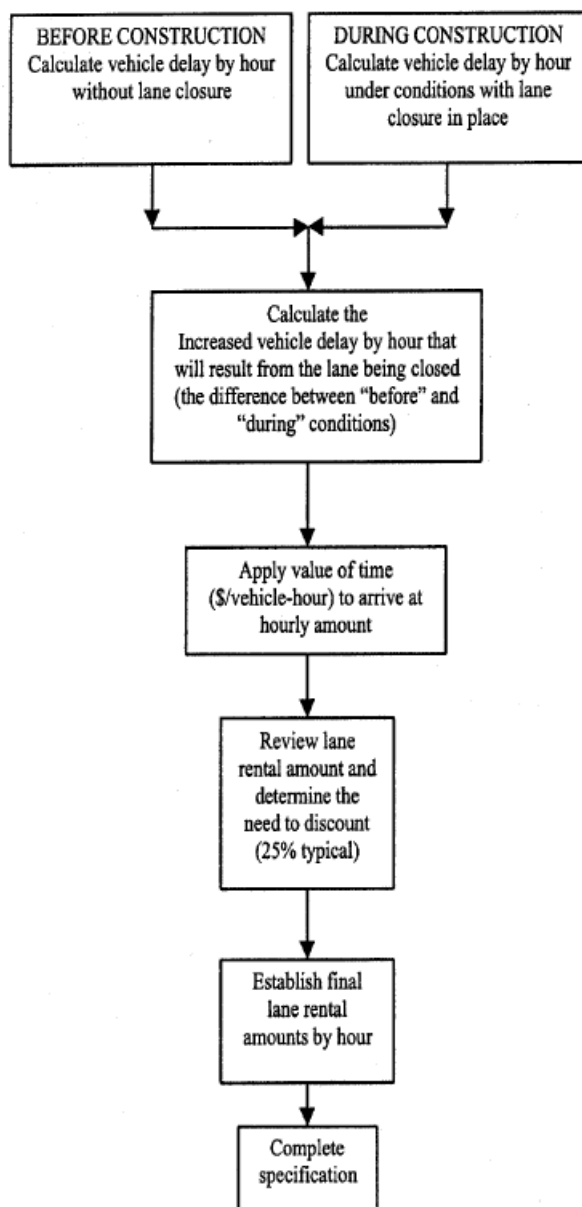 BEFORE CONSTRUCTION
Calculate vehicle delay by hour
without lane closure
DURING CONSTRUCTION
Calculate vehicle delay by hour
under conditions with lane
closure in place
Calculate the
Increased vehicle delay by hour that
will result from the lane being closed
(the difference between “before” and
“during” conditions)
Apply value of time
($/vehicle-hour) to arrive at
hourly amount
Review lane
rental amount and
determine the
need to discount
(25% typical)
Establish final
lane rental
amounts by hour
Complete
specification